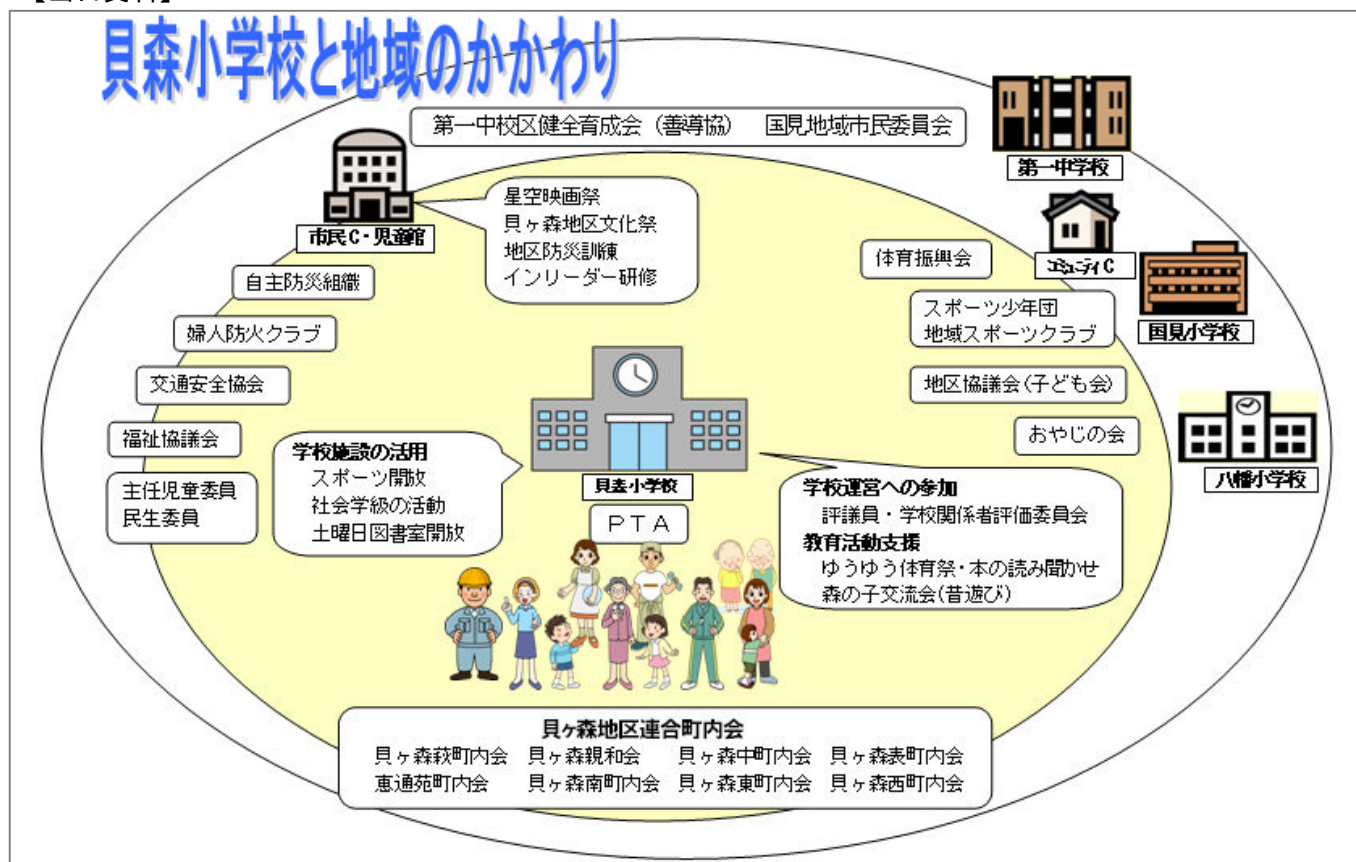 貝森小学校と地域のかかわり
第一中校区健全育成会（善導協）　国見地域市民委員会
第一中学校
星空映画祭
貝ヶ森地区文化祭
地区防災訓練
インリーダー研修
市民C・児童館
コミュニティC
体育振興会
自主防災組織
スポーツ少年団
地域スポーツクラブ
国見小学校
婦人防火クラブ
交通安全協会
地区協議会(子ども会)
福祉協議会
おやじの会
八幡小学校
主任児童委員
民生委員
学校施設の活用
スポーツ開放
社会学級の活動
土曜日図書室開放
貝森小学校
PTA
学校運営への参加
評議員・学校関係者評価委員会
教育活動支援
ゆうゆう体育祭・本の読み聞かせ
森の子交流会(昔遊び)
貝ヶ森地区連合町内会
貝ヶ森萩町内会　貝ヶ森親和会　貝ヶ森中町内会　貝ヶ森表町内会
恵通苑町内会　貝ヶ森南町内会　貝ヶ森東町内会　貝ヶ森西町内会